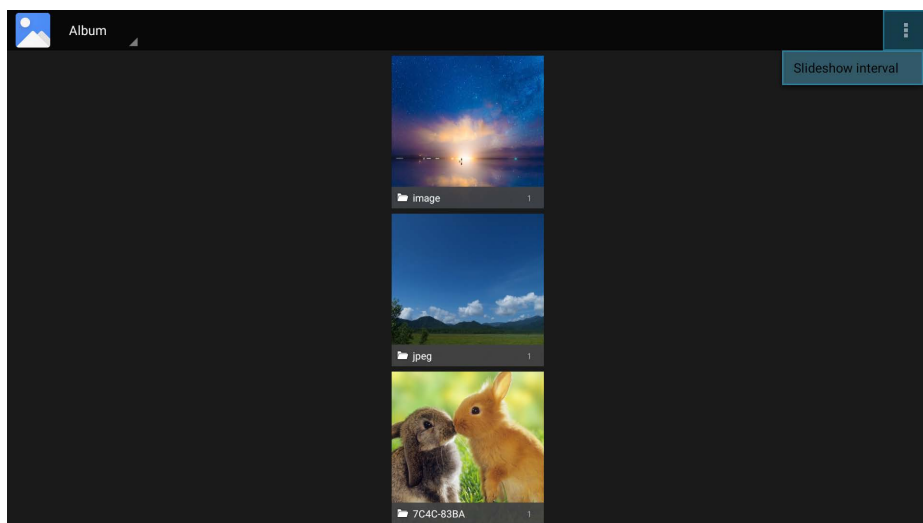 Album
Slideshow interval
image 1
jpeg 1
7C4C-83BA 1